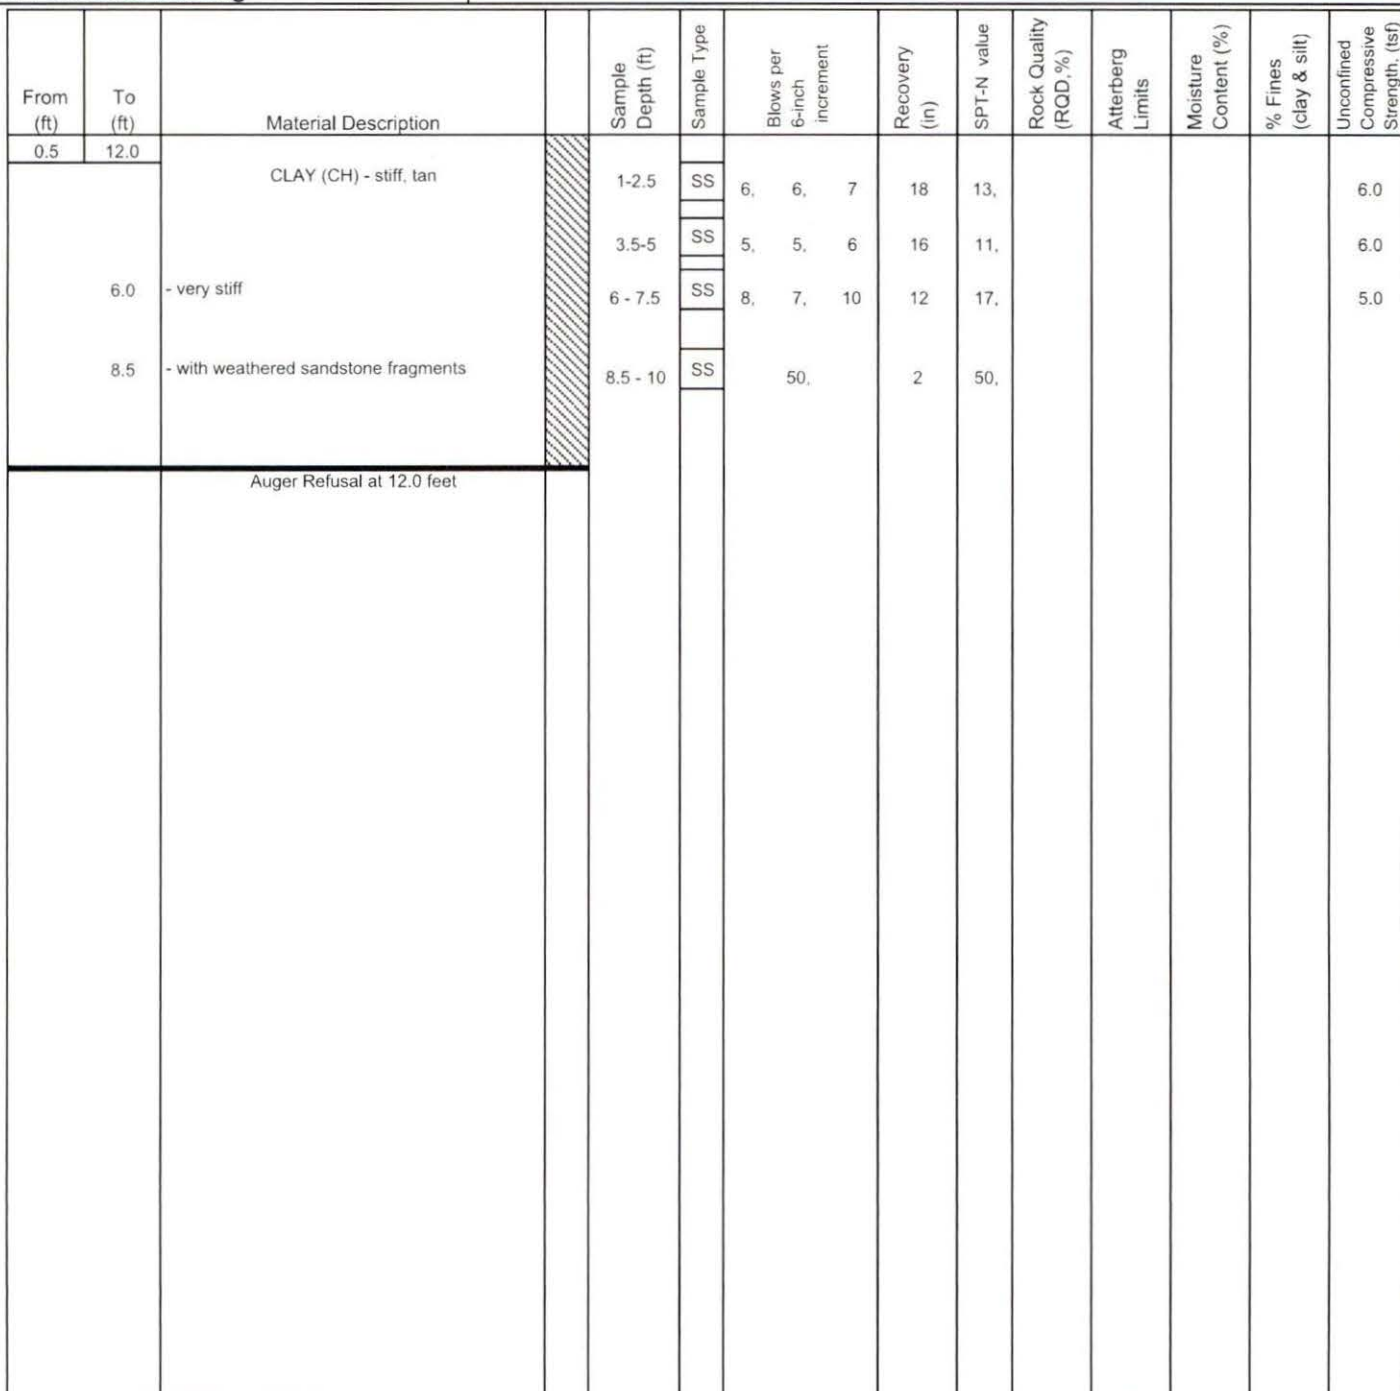 From (ft)
To (ft)
Material Description
Sample Depth (ft)
Sample Type
Blows per 6-inch increment
Recovery (in)
SPT-N value
Rock Quality (RQD,%)
Atterberg Limits
Moisture Content (%)
% Fines (clay & silt)
Unconfined Compressive Strength, (tsf)
0.5 12.0
CLAY (CH) - stiff, tan 1-2.5 SS 6, 6, 7 18 13, 6.0
3.5-5 SS 5, 5, 6 16 11, 6.0
6.0 - very stiff 6 - 7.5 SS 8, 7, 10 12 17, 5.0
8.5 - with weathered sandstone fragments 8.5 - 10 SS 50, 2 50,
Auger Refusal at 12.0 feet